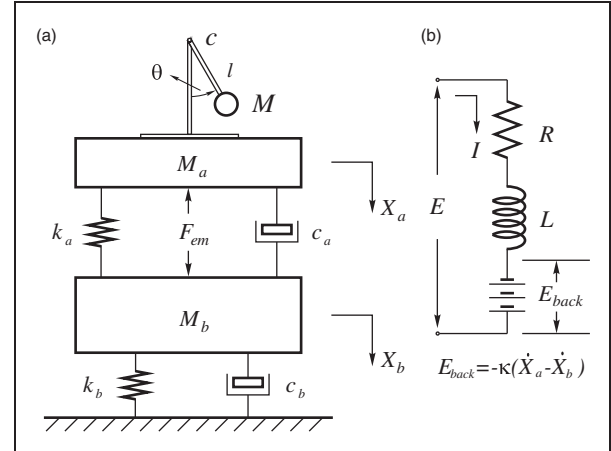 (a)
c
θ
l
M
M_a
X_a
k_a
F_em
c_a
M_b
X_b
k_b
c_b
(b)
I
R
E
L
E_back
E_back=-κ(Ẋ_a-Ẋ_b)